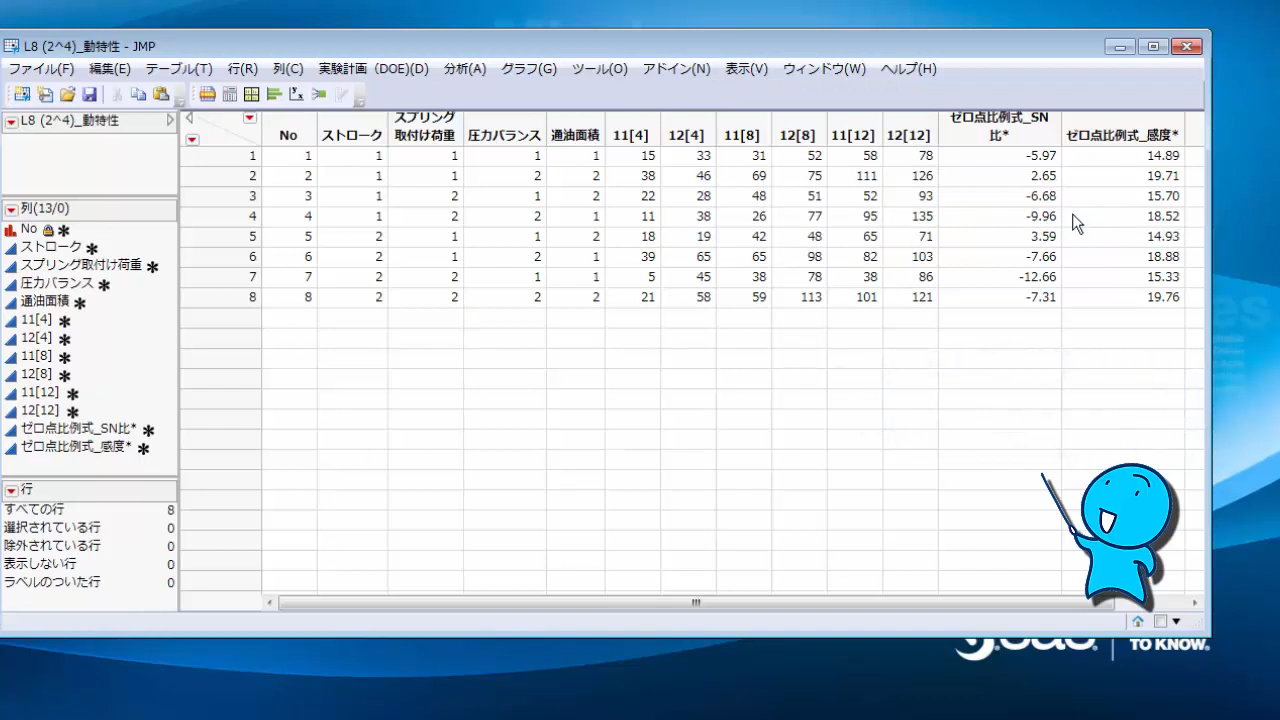 L8 (2^4)_動特性 - JMP
ファイル(F) 編集(E) テーブル(T) 行(R) 列(C) 実験計画 (DOE)(D) 分析(A) グラフ(G) ツール(O) アドイン(N) 表示(V) ウィンドウ(W) ヘルプ(H)
L8 (2^4)_動特性
列(13/0)
No
ストローク
スプリング取付け荷重
圧力バランス
通油面積
11[4]
12[4]
11[8]
12[8]
11[12]
12[12]
ゼロ点比例式_SN比*
ゼロ点比例式_感度*
行
すべての行 8
選択されている行 0
除外されている行 0
表示しない行 0
ラベルのついた行 0
No ストローク スプリング取付け荷重 圧力バランス 通油面積 11[4] 12[4] 11[8] 12[8] 11[12] 12[12] ゼロ点比例式_SN比* ゼロ点比例式_感度*
1 1 1 1 1 1 15 33 31 52 58 78 -5.97 14.89
2 2 1 1 2 2 38 46 69 75 111 126 2.65 19.71
3 3 1 2 1 2 22 28 48 51 52 93 -6.68 15.70
4 4 1 2 2 1 11 38 26 77 95 135 -9.96 18.52
5 5 2 1 1 2 18 19 42 48 65 71 3.59 14.93
6 6 2 1 2 1 39 65 65 98 82 103 -7.66 18.88
7 7 2 2 1 1 5 45 38 78 38 86 -12.66 15.33
8 8 2 2 2 2 21 58 59 113 101 121 -7.31 19.76
TO KNOW.